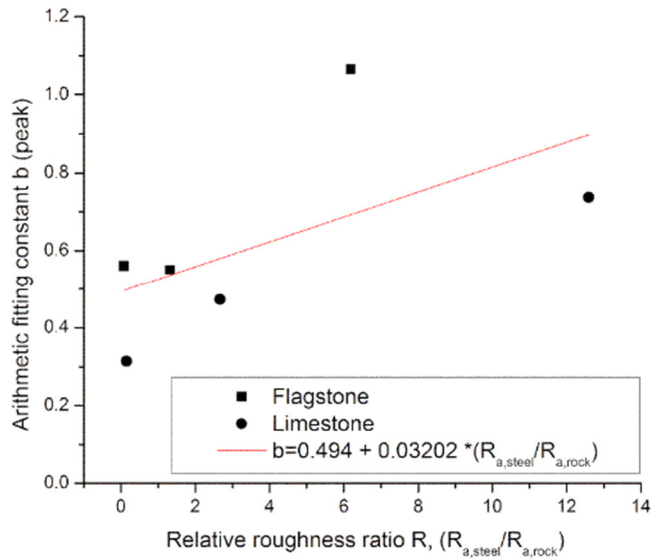 1.2
1.0
0.8
0.6
0.4
0.2
0.0
Arithmetic fitting constant b (peak)
Flagstone
Limestone
b=0.494 + 0.03202 *(Ra,steel/Ra,rock)
0 2 4 6 8 10 12 14
Relative roughness ratio R, (Ra,steel/Ra,rock)